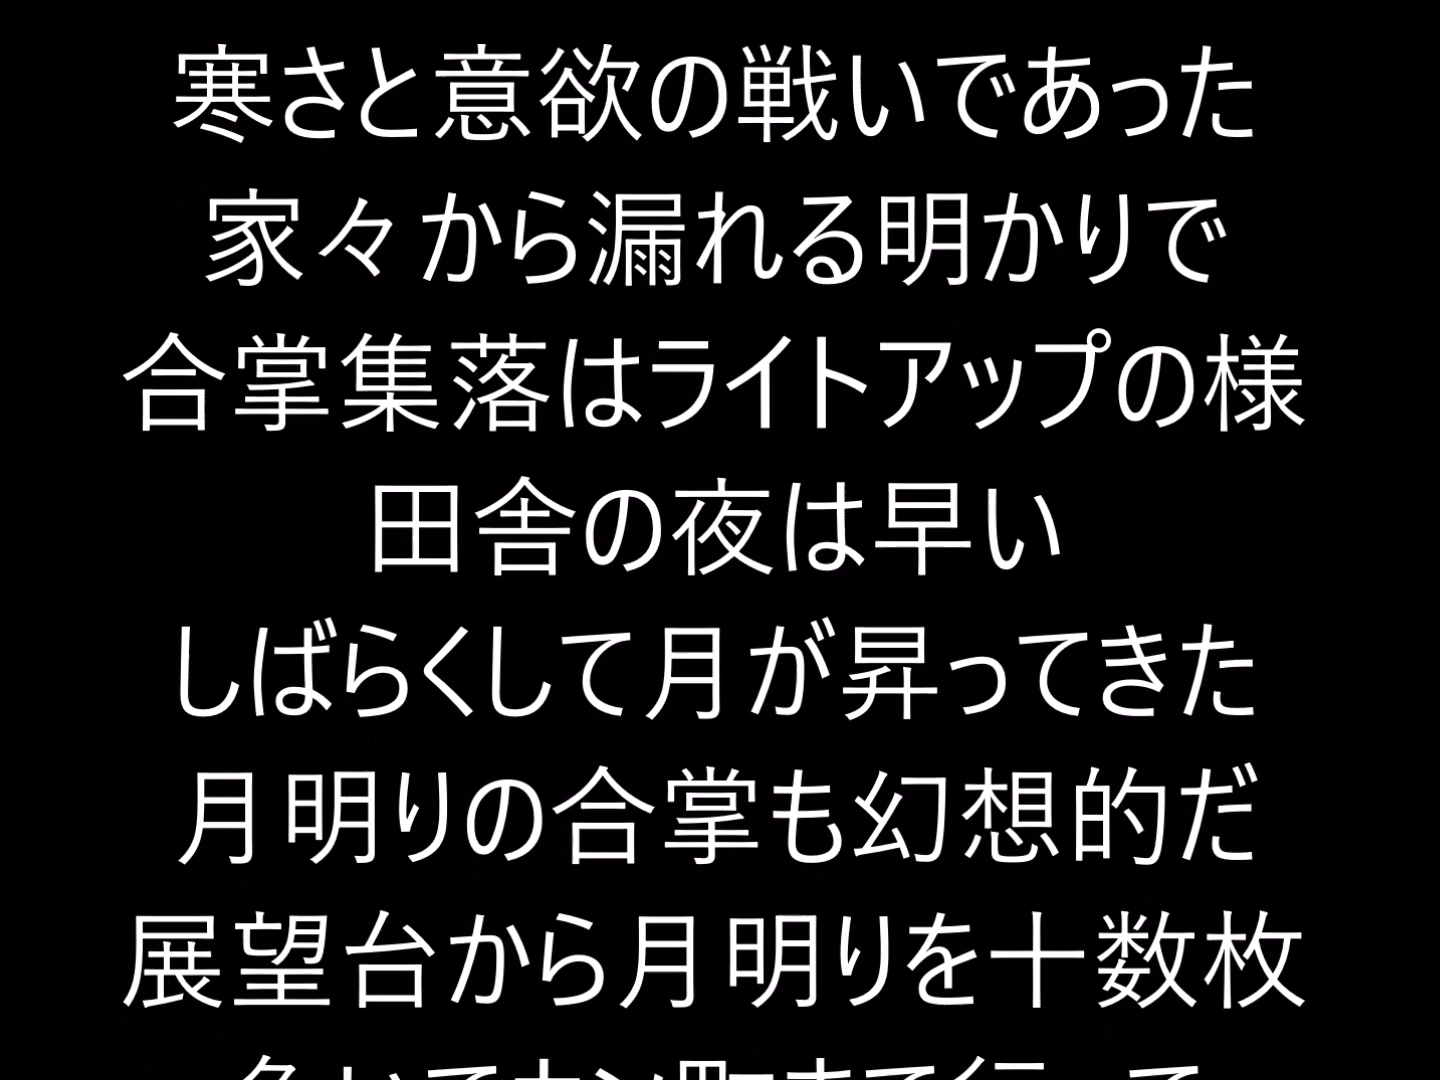 寒さと意欲の戦いであった
家々から漏れる明かりで
合掌集落はライトアップの様
田舎の夜は早い
しばらくして月が昇ってきた
月明りの合掌も幻想的だ
展望台から月明りを十数枚